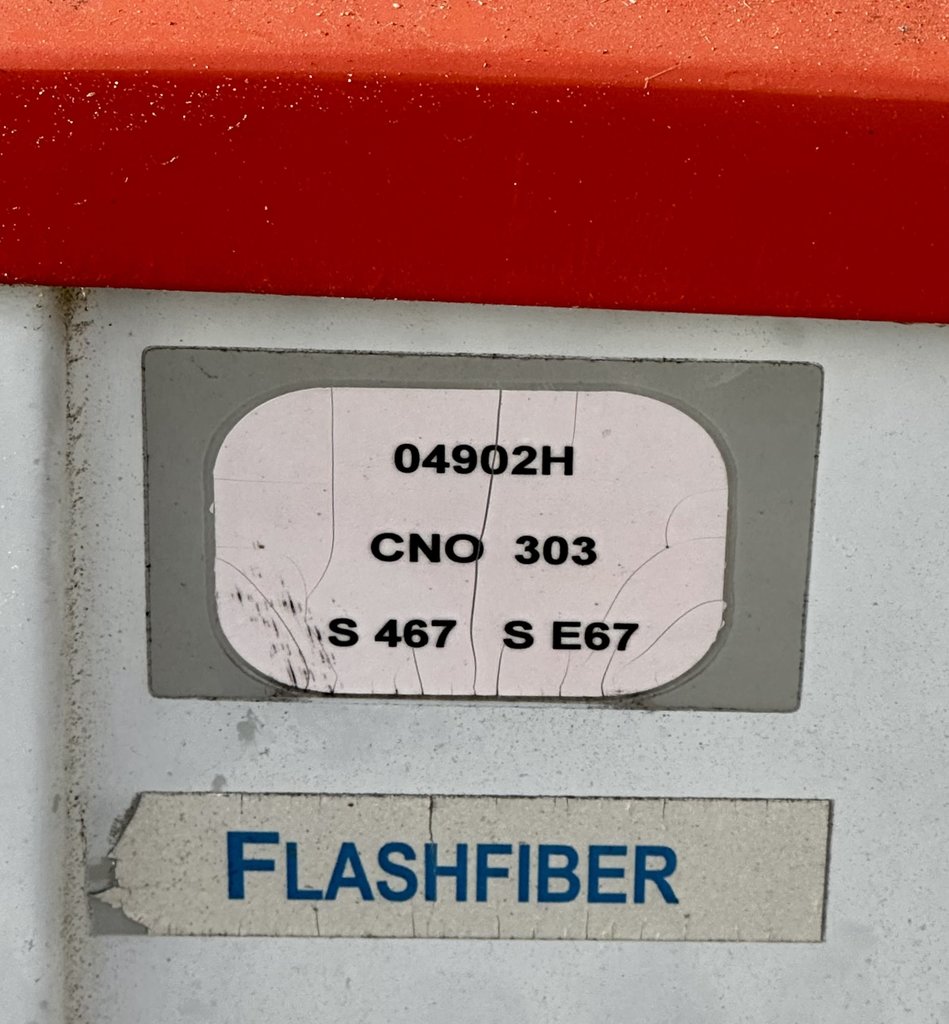 04902H
CNO 303
S 467 S E67
FLASHFIBER